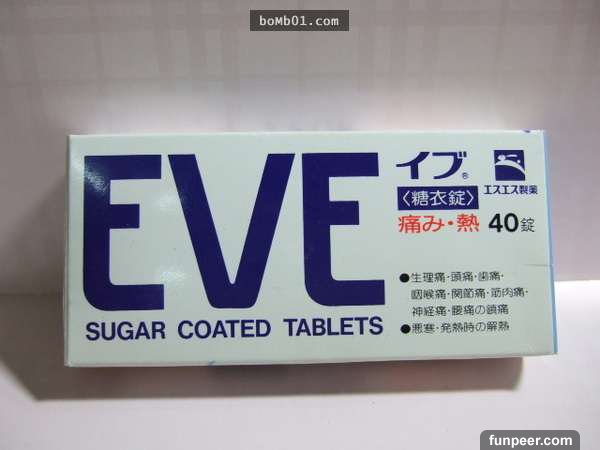 boMb01.com
EVE
イブ®
エスエス製薬
〈糖衣錠〉
痛み・熱 40錠
SUGAR COATED TABLETS
●生理痛・頭痛・歯痛・
咽喉痛・関節痛・筋肉痛・
神経痛・腰痛の鎮痛
●悪寒・発熱時の解熱
funpeer.com